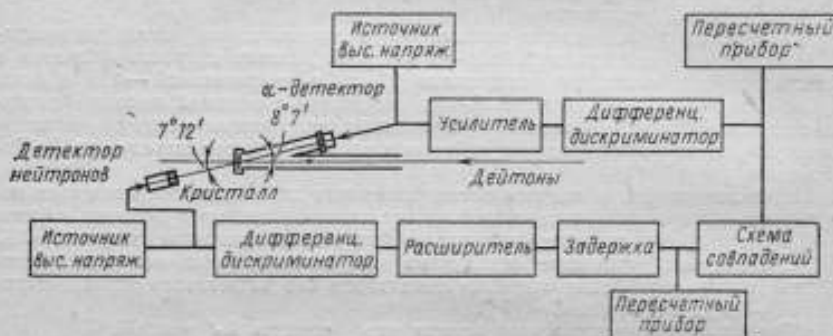 Источник
выс. напряж.
Пересчетный
прибор
α-детектор
8°7'
7°12'
Усилитель
Дифференц.
дискриминатор
Детектор
нейтронов
Кристалл
Дейтоны
Источник
выс. напряж.
Дифференц.
дискриминатор
Расширитель
Задержка
Схема
совпадений
Пересчетный
прибор